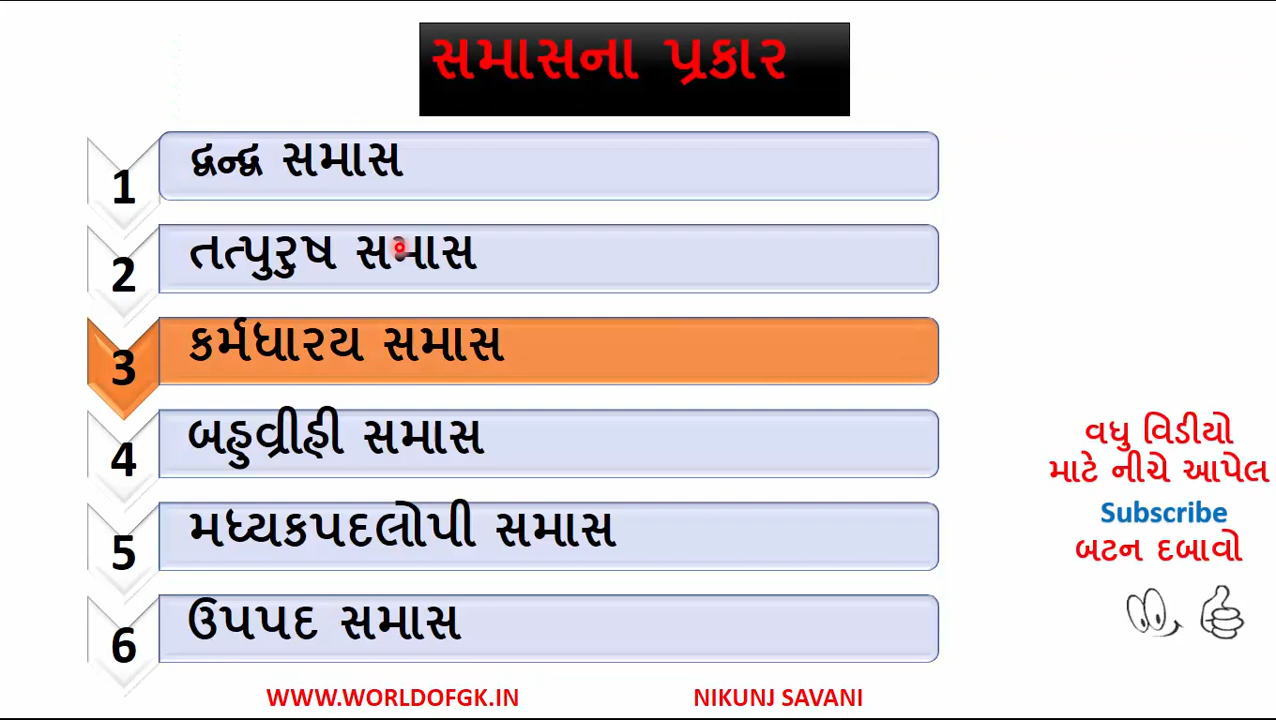 સમાસના પ્રકાર
1 દ્વન્દ્વ સમાસ
2 તત્પુરુષ સમાસ
3 કર્મધારય સમાસ
4 બહુવ્રીહી સમાસ
5 મધ્યકપદલોપી સમાસ
6 ઉપપદ સમાસ
વધુ વિડીયો
માટે નીચે આપેલ
Subscribe
બટન દબાવો
WWW.WORLDOFGK.IN NIKUNJ SAVANI